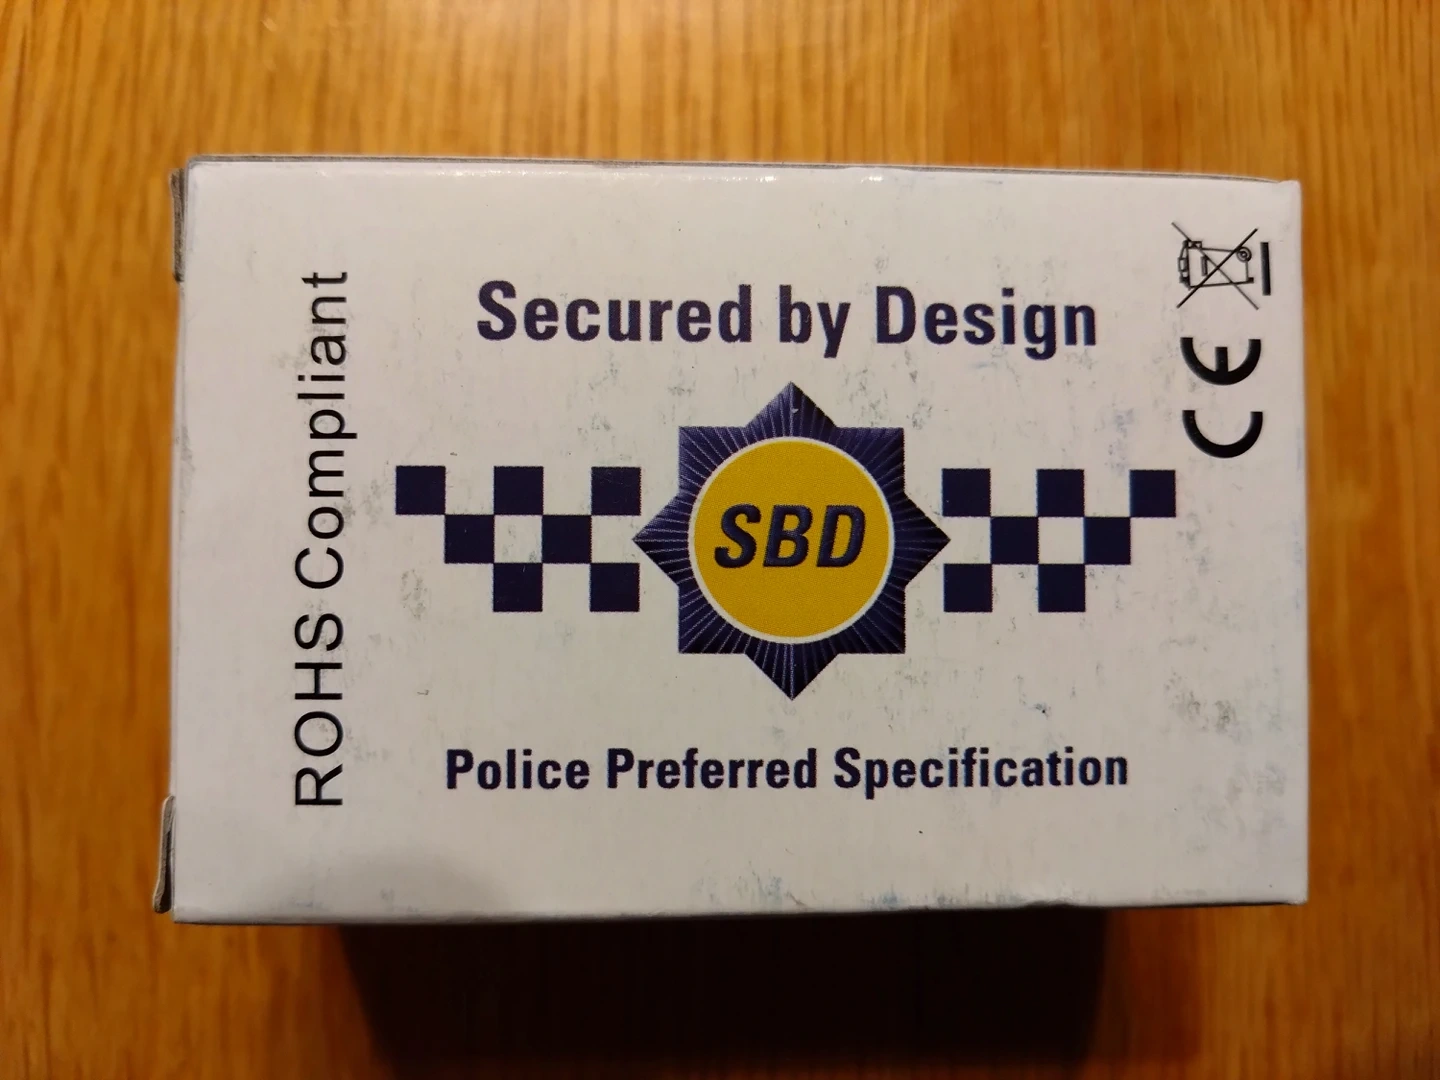 Secured by Design
SBD
Police Preferred Specification
ROHS Compliant
CE